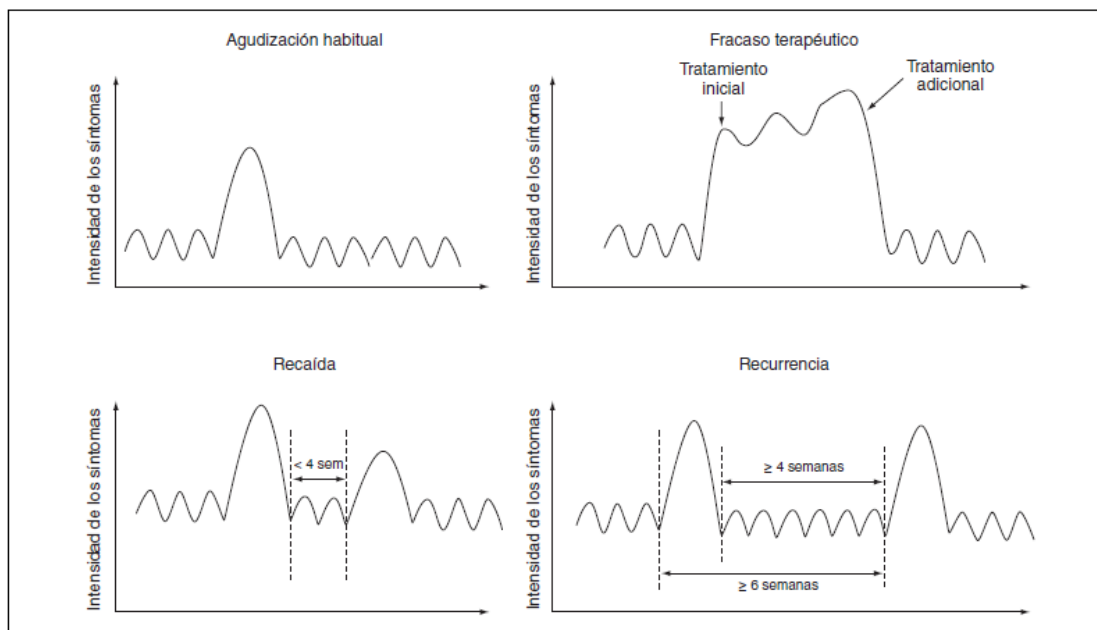 Agudización habitual
Intensidad de los síntomas
Fracaso terapéutico
Tratamiento
inicial
Tratamiento
adicional
Intensidad de los síntomas
Recaída
< 4 sem
Intensidad de los síntomas
Recurrencia
≥ 4 semanas
≥ 6 semanas
Intensidad de los síntomas